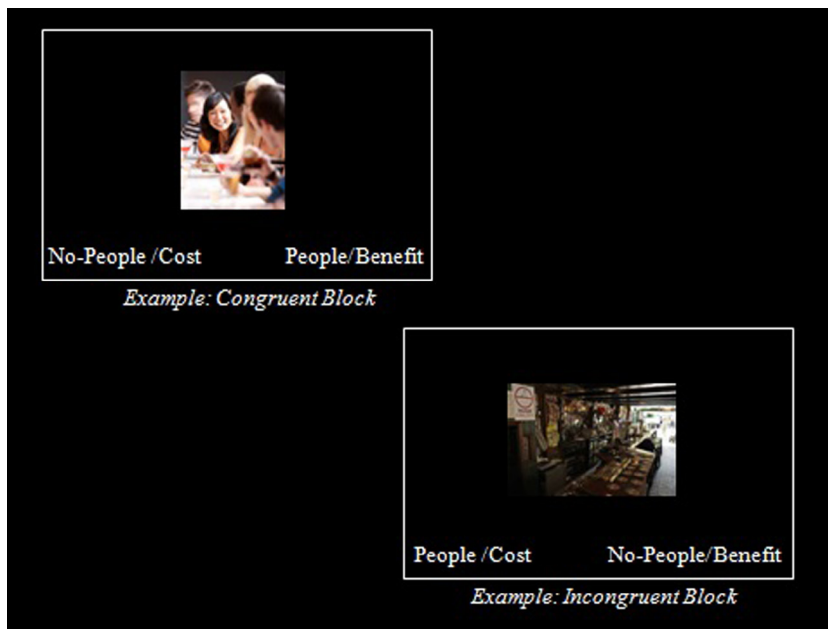 No-People /Cost People/Benefit
Example: Congruent Block
People /Cost No-People/Benefit
Example: Incongruent Block